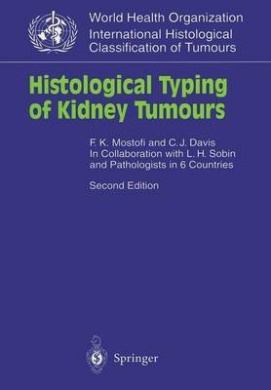 World Health Organization
International Histological
Classification of Tumours
Histological Typing
of Kidney Tumours
F. K. Mostofi and C. J. Davis
In Collaboration with L. H. Sobin
and Pathologists in 6 Countries
Second Edition
Springer